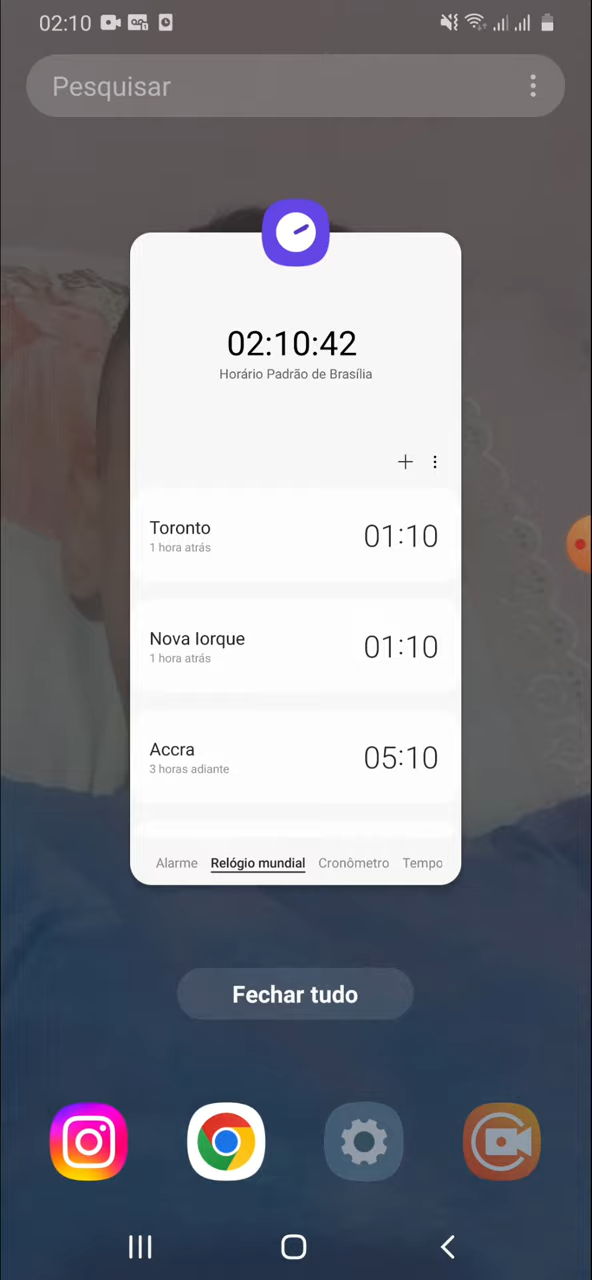 02:10
Pesquisar
02:10:42
Horário Padrão de Brasília
Toronto
1 hora atrás
01:10
Nova Iorque
1 hora atrás
01:10
Accra
3 horas adiante
05:10
Alarme Relógio mundial Cronômetro Tempo
Fechar tudo